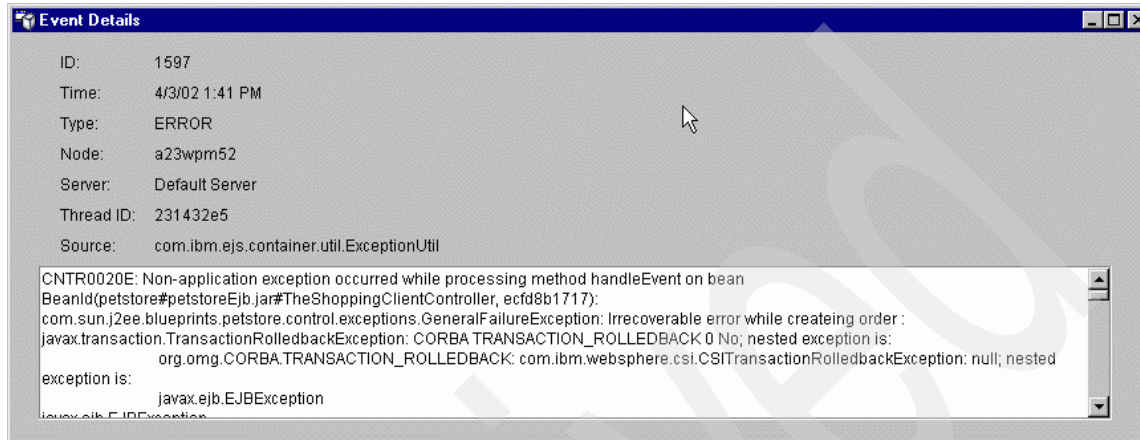 Event Details
ID: 1597
Time: 4/3/02 1:41 PM
Type: ERROR
Node: a23wpm52
Server: Default Server
Thread ID: 231432e5
Source: com.ibm.ejs.container.util.ExceptionUtil
CNTR0020E: Non-application exception occurred while processing method handleEvent on bean
BeanId(petstore#petstoreEjb.jar#TheShoppingClientController, ecfd8b1717):
com.sun.j2ee.blueprints.petstore.control.exceptions.GeneralFailureException: Irrecoverable error while createing order :
javax.transaction.TransactionRolledbackException: CORBA TRANSACTION_ROLLEDBACK 0 No; nested exception is:
org.omg.CORBA.TRANSACTION_ROLLEDBACK: com.ibm.websphere.csi.CSITransactionRolledbackException: null; nested
exception is:
javax.ejb.EJBException
javax.ejb.EJBException